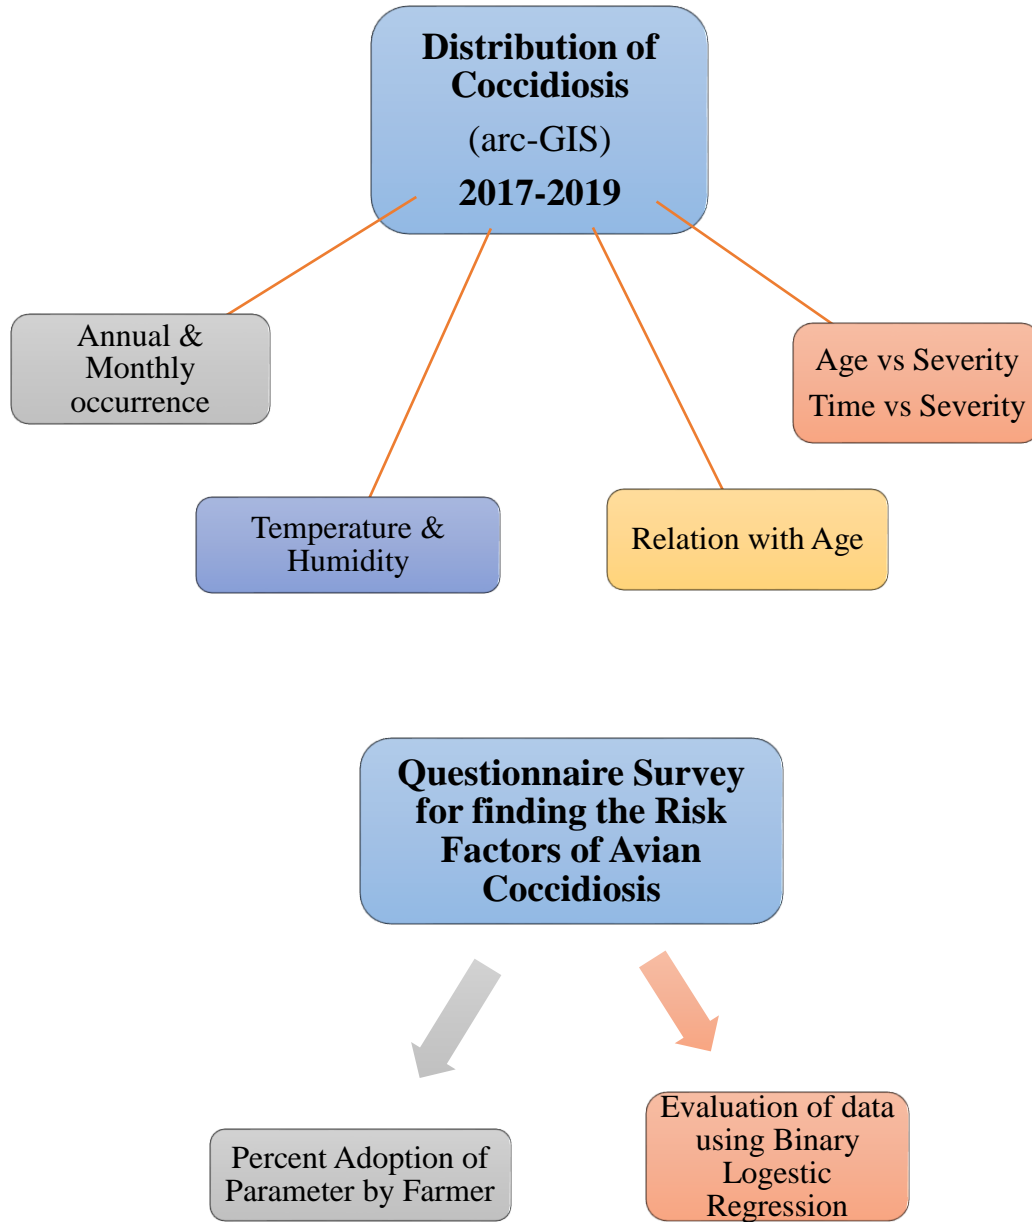 Distribution of
Coccidiosis
(arc-GIS)
2017-2019
Annual &
Monthly
occurrence
Age vs Severity
Time vs Severity
Temperature &
Humidity
Relation with Age
Questionnaire Survey
for finding the Risk
Factors of Avian
Coccidiosis
Percent Adoption of
Parameter by Farmer
Evaluation of data
using Binary
Logestic
Regression